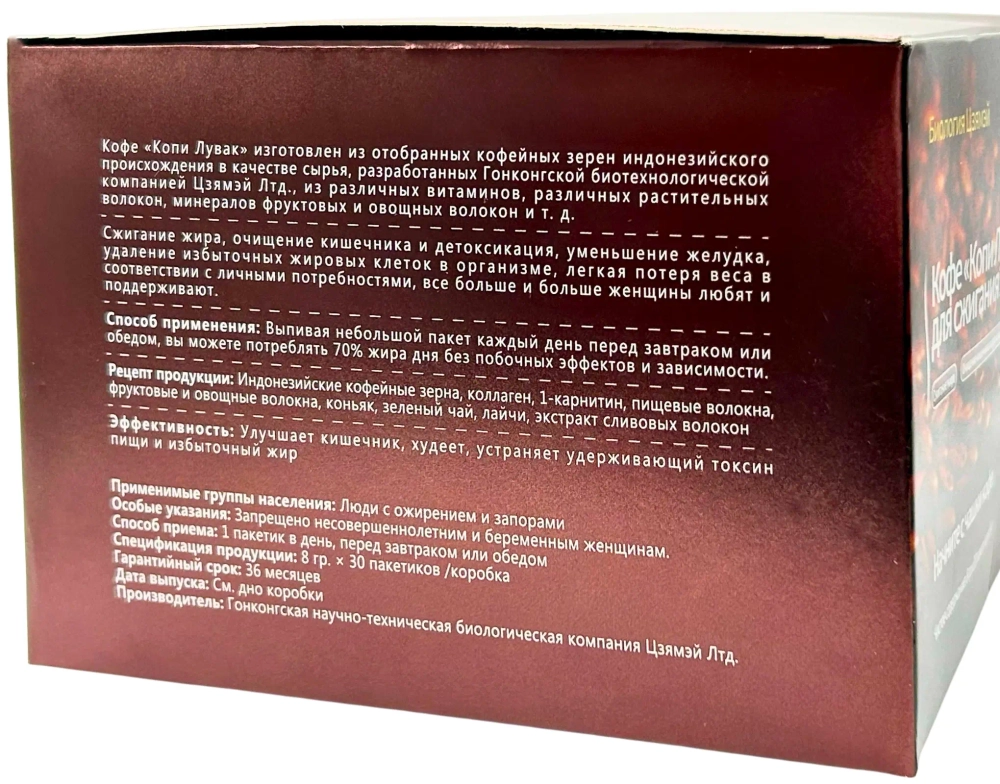 Кофе «Копи Лувак» изготовлен из отобранных кофейных зерен индонезийского
происхождения в качестве сырья, разработанных Гонконгской биотехнологической
компанией Цзямэй Лтд., из различных витаминов, различных растительных
волокон, минералов фруктовых и овощных волокон и т. д.
Сжигание жира, очищение кишечника и детоксикация, уменьшение желудка,
удаление избыточных жировых клеток в организме, легкая потеря веса в
соответствии с личными потребностями, все больше и больше женщины любят и
поддерживают.
Способ применения: Выпивая небольшой пакет каждый день перед завтраком или
обедом, вы можете потреблять 70% жира дня без побочных эффектов и зависимости.
Рецепт продукции: Индонезийские кофейные зерна, коллаген, 1-карнитин, пищевые волокна,
фруктовые и овощные волокна, коньяк, зеленый чай, лайчи, экстракт сливовых волокон
Эффективность: Улучшает кишечник, худеет, устраняет удерживающий токсин
пищи и избыточный жир
Применимые группы населения: Люди с ожирением и запорами
Особые указания: Запрещено несовершеннолетним и беременным женщинам.
Способ приема: 1 пакетик в день, перед завтраком или обедом
Спецификация продукции: 8 гр. × 30 пакетиков /коробка
Гарантийный срок: 36 месяцев
Дата выпуска: См. дно коробки
Производитель: Гонконгская научно-техническая биологическая компания Цзямэй Лтд.
Биология Цзямэй
Кофе «Копи
для сжигани
Начните с чашки кофе